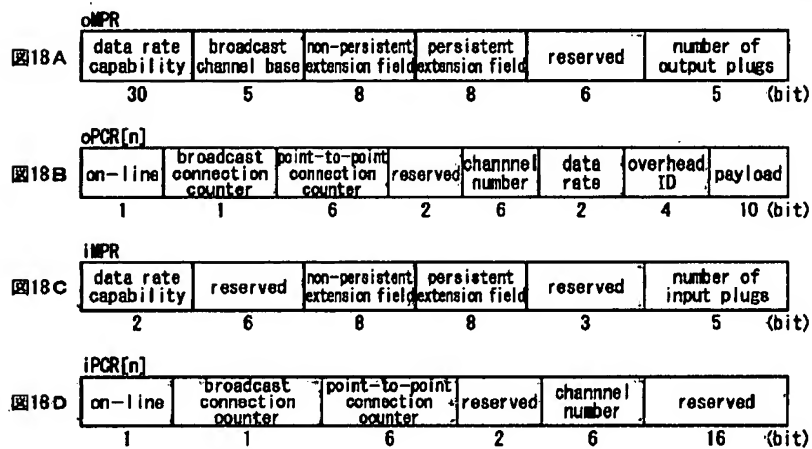 oMPR
図18A
data rate
capability
broadcast
channel base
non-persistent
extension field
persistent
extension field
reserved
number of
output plugs
30 5 8 8 6 5 (bit)
oPCR[n]
図18B
on-line
broadcast
connection
counter
point-to-point
connection
counter
reserved
channnel
number
data
rate
overhead
ID
payload
1 1 6 2 6 2 4 10 (bit)
iMPR
図18C
data rate
capability
reserved
non-persistent
extension field
persistent
extension field
reserved
number of
input plugs
2 6 8 8 3 5 (bit)
iPCR[n]
図18D
on-line
broadcast
connection
counter
point-to-point
connection
counter
reserved
channnel
number
reserved
1 1 6 2 6 16 (bit)